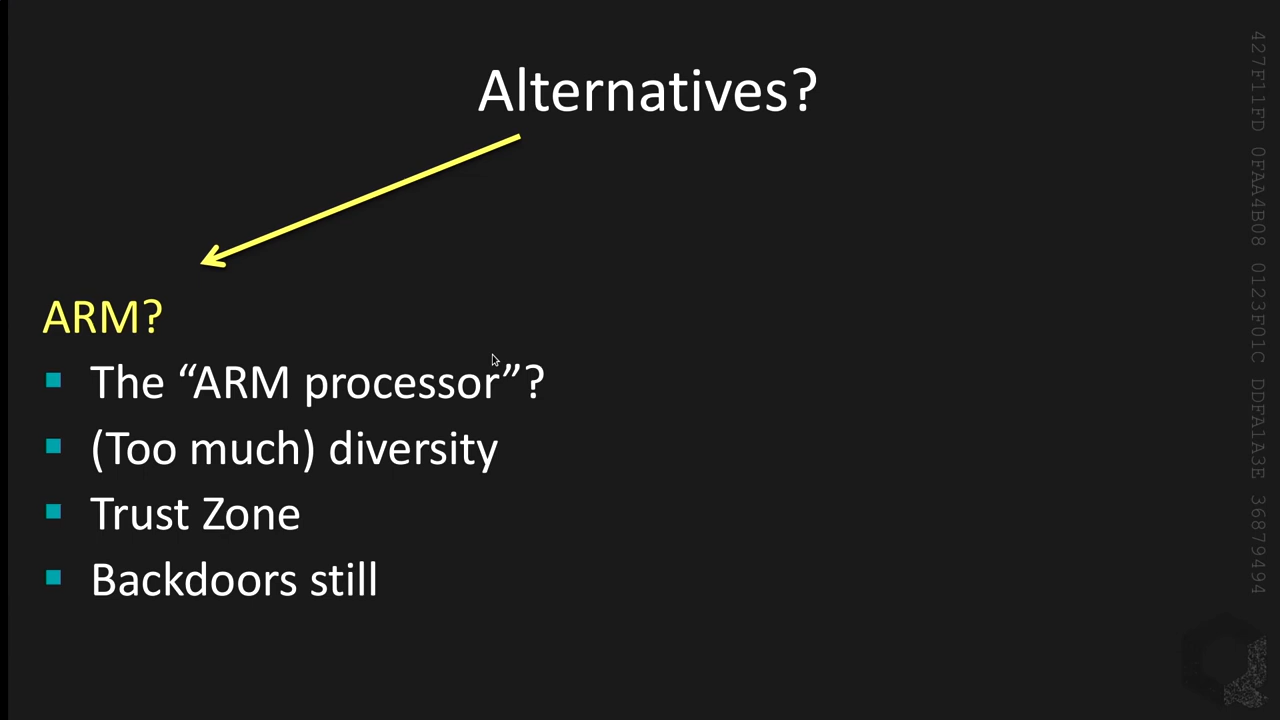 Alternatives?
ARM?
The “ARM processor”?
(Too much) diversity
Trust Zone
Backdoors still
427F11FD 0FAA4B08 0123F01C DDFA1A3E 36879494